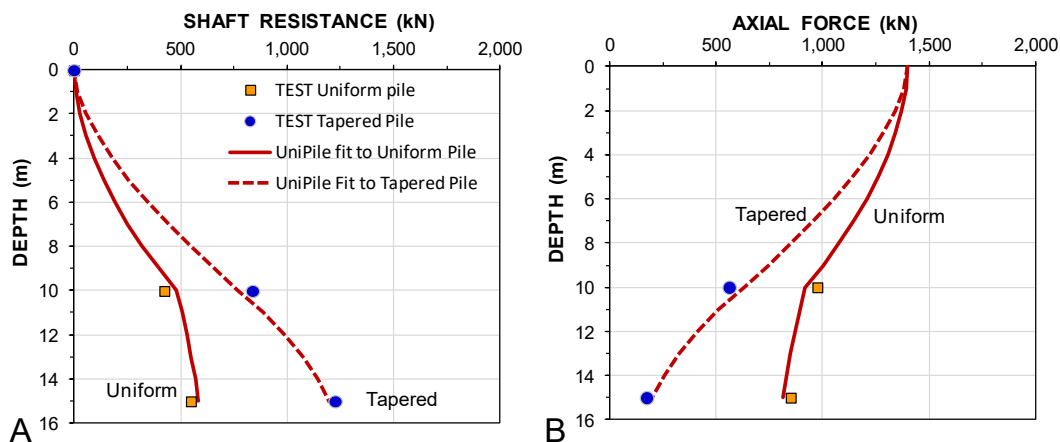 SHAFT RESISTANCE (kN)
0 500 1,000 1,500 2,000
DEPTH (m)
0
2
4
6
8
10
12
14
16
TEST Uniform pile
TEST Tapered Pile
UniPile fit to Uniform Pile
UniPile Fit to Tapered Pile
Uniform
Tapered
A
AXIAL FORCE (kN)
0 500 1,000 1,500 2,000
DEPTH (m)
0
2
4
6
8
10
12
14
16
Tapered
Uniform
B